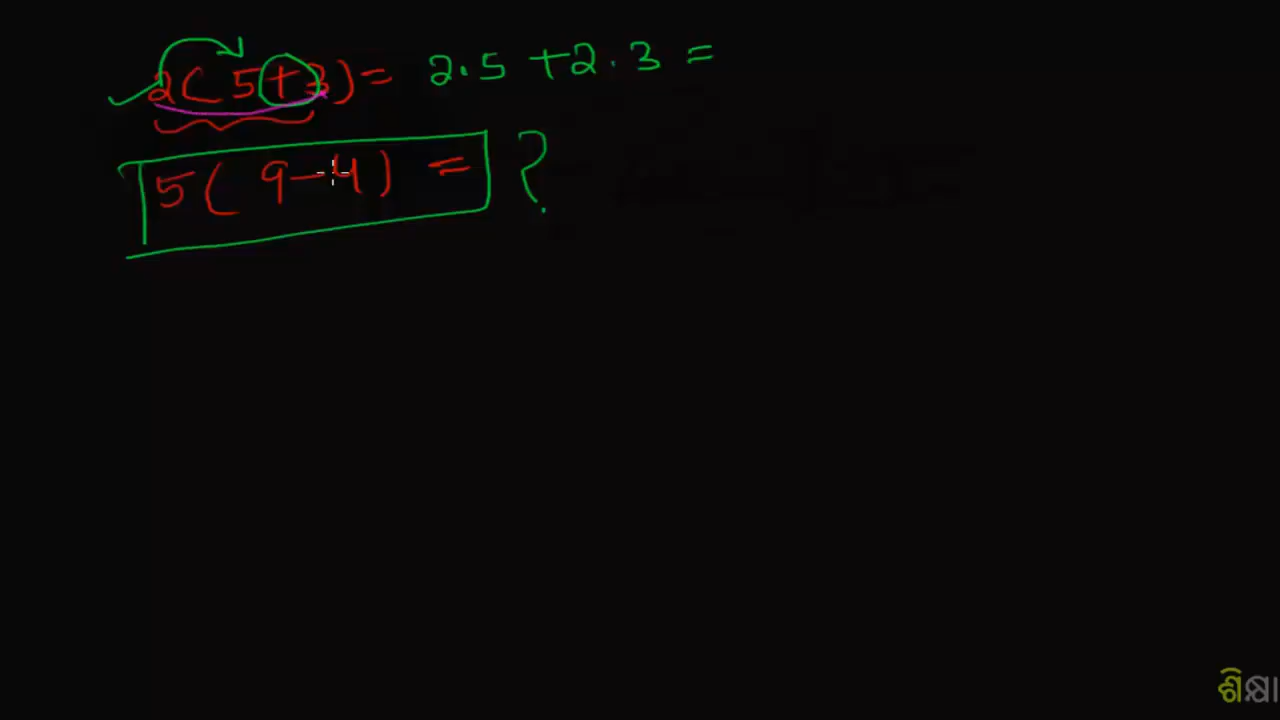 2(5+3)= 2.5+2.3=
5(9-4) = ?
ଶିକ୍ଷା